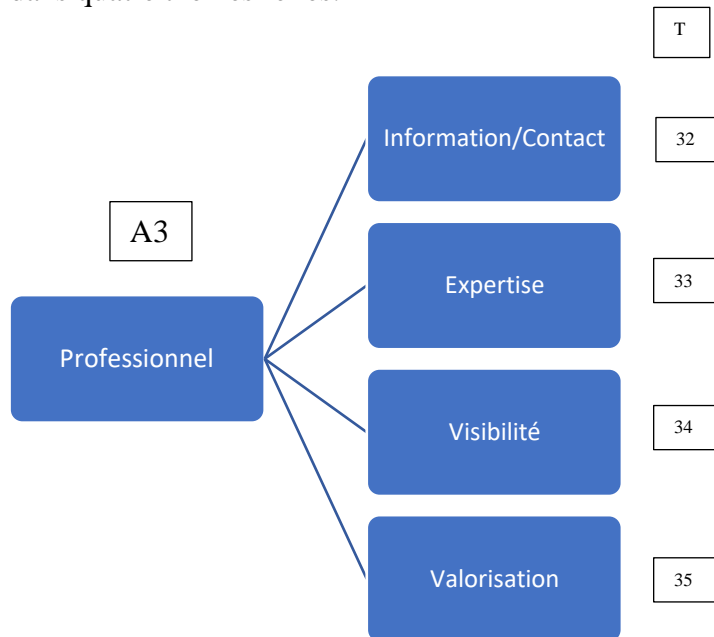 T
Information/Contact
32
A3
Expertise
33
Professionnel
Visibilité
34
Valorisation
35